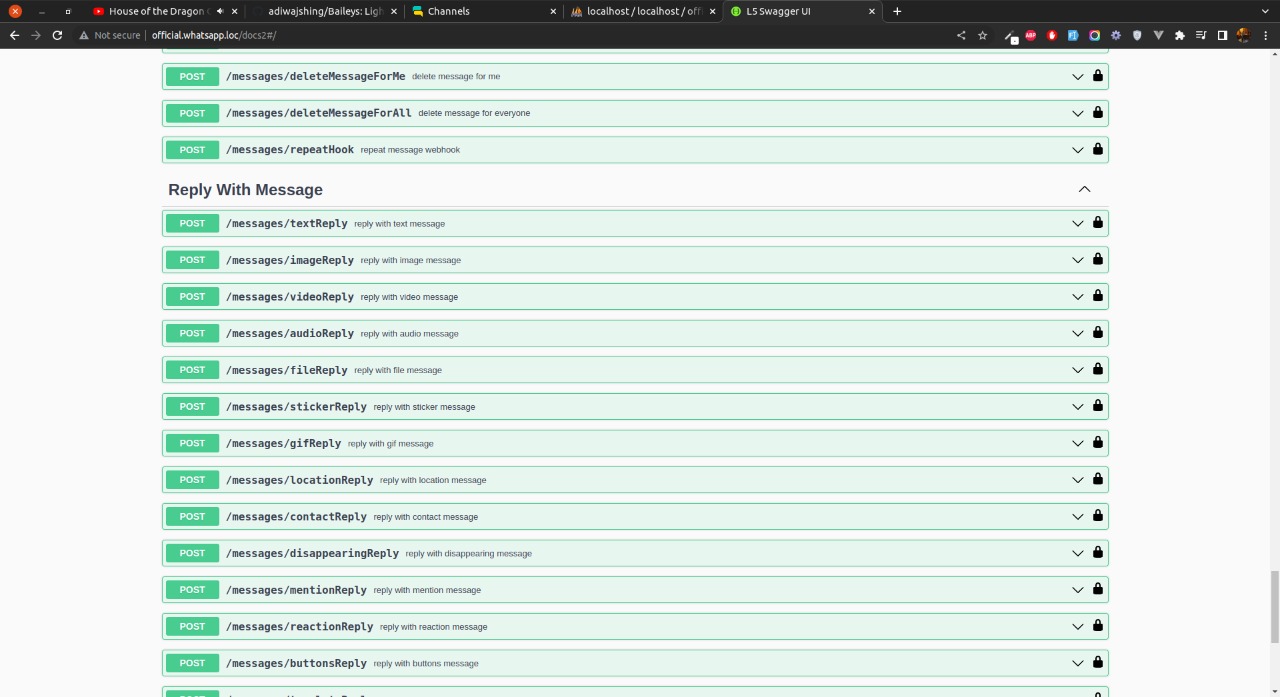 House of the Dragon
adiwajshing/Baileys: Ligh
Channels
localhost / localhost / off
L5 Swagger UI
Not secure
official.whatsapp.loc/docs2#/
ABP
POST /messages/deleteMessageForMe delete message for me
POST /messages/deleteMessageForAll delete message for everyone
POST /messages/repeatHook repeat message webhook
Reply With Message
POST /messages/textReply reply with text message
POST /messages/imageReply reply with image message
POST /messages/videoReply reply with video message
POST /messages/audioReply reply with audio message
POST /messages/fileReply reply with file message
POST /messages/stickerReply reply with sticker message
POST /messages/gifReply reply with gif message
POST /messages/locationReply reply with location message
POST /messages/contactReply reply with contact message
POST /messages/disappearingReply reply with disappearing message
POST /messages/mentionReply reply with mention message
POST /messages/reactionReply reply with reaction message
POST /messages/buttonsReply reply with buttons message